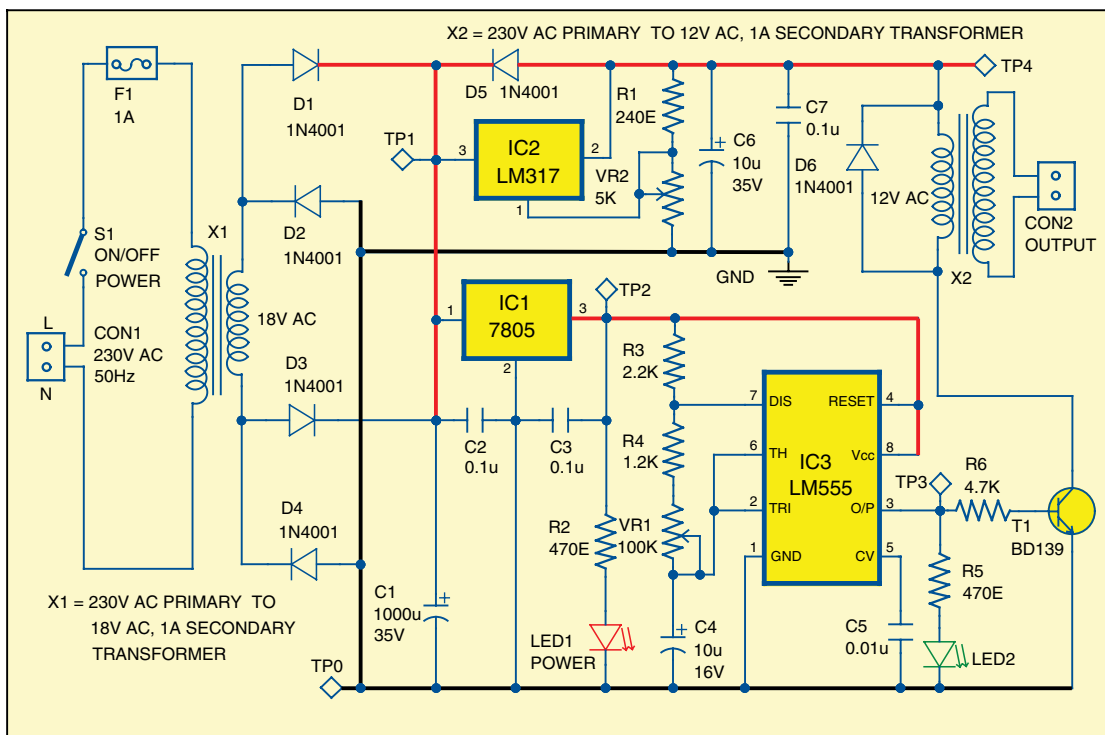 X2 = 230V AC PRIMARY TO 12V AC, 1A SECONDARY TRANSFORMER
F1
1A
D1
1N4001
D5
1N4001
TP4
R1
240E
C6
10u
35V
C7
0.1u
TP1
3
IC2
LM317
2
1
VR2
5K
D6
1N4001
12V AC
X2
CON2
OUTPUT
S1
ON/OFF
POWER
X1
D2
1N4001
GND
L
N
CON1
230V AC
50Hz
18V AC
1
IC1
7805
3
2
TP2
D3
1N4001
C2
0.1u
C3
0.1u
R3
2.2K
R4
1.2K
VR1
100K
7
DIS
RESET
4
6
TH
Vcc
8
IC3
LM555
2
TRI
O/P
3
1
GND
CV
5
TP3
R6
4.7K
T1
BD139
D4
1N4001
R2
470E
R5
470E
X1 = 230V AC PRIMARY TO
18V AC, 1A SECONDARY
TRANSFORMER
C1
1000u
35V
LED1
POWER
C4
10u
16V
C5
0.01u
LED2
TP0